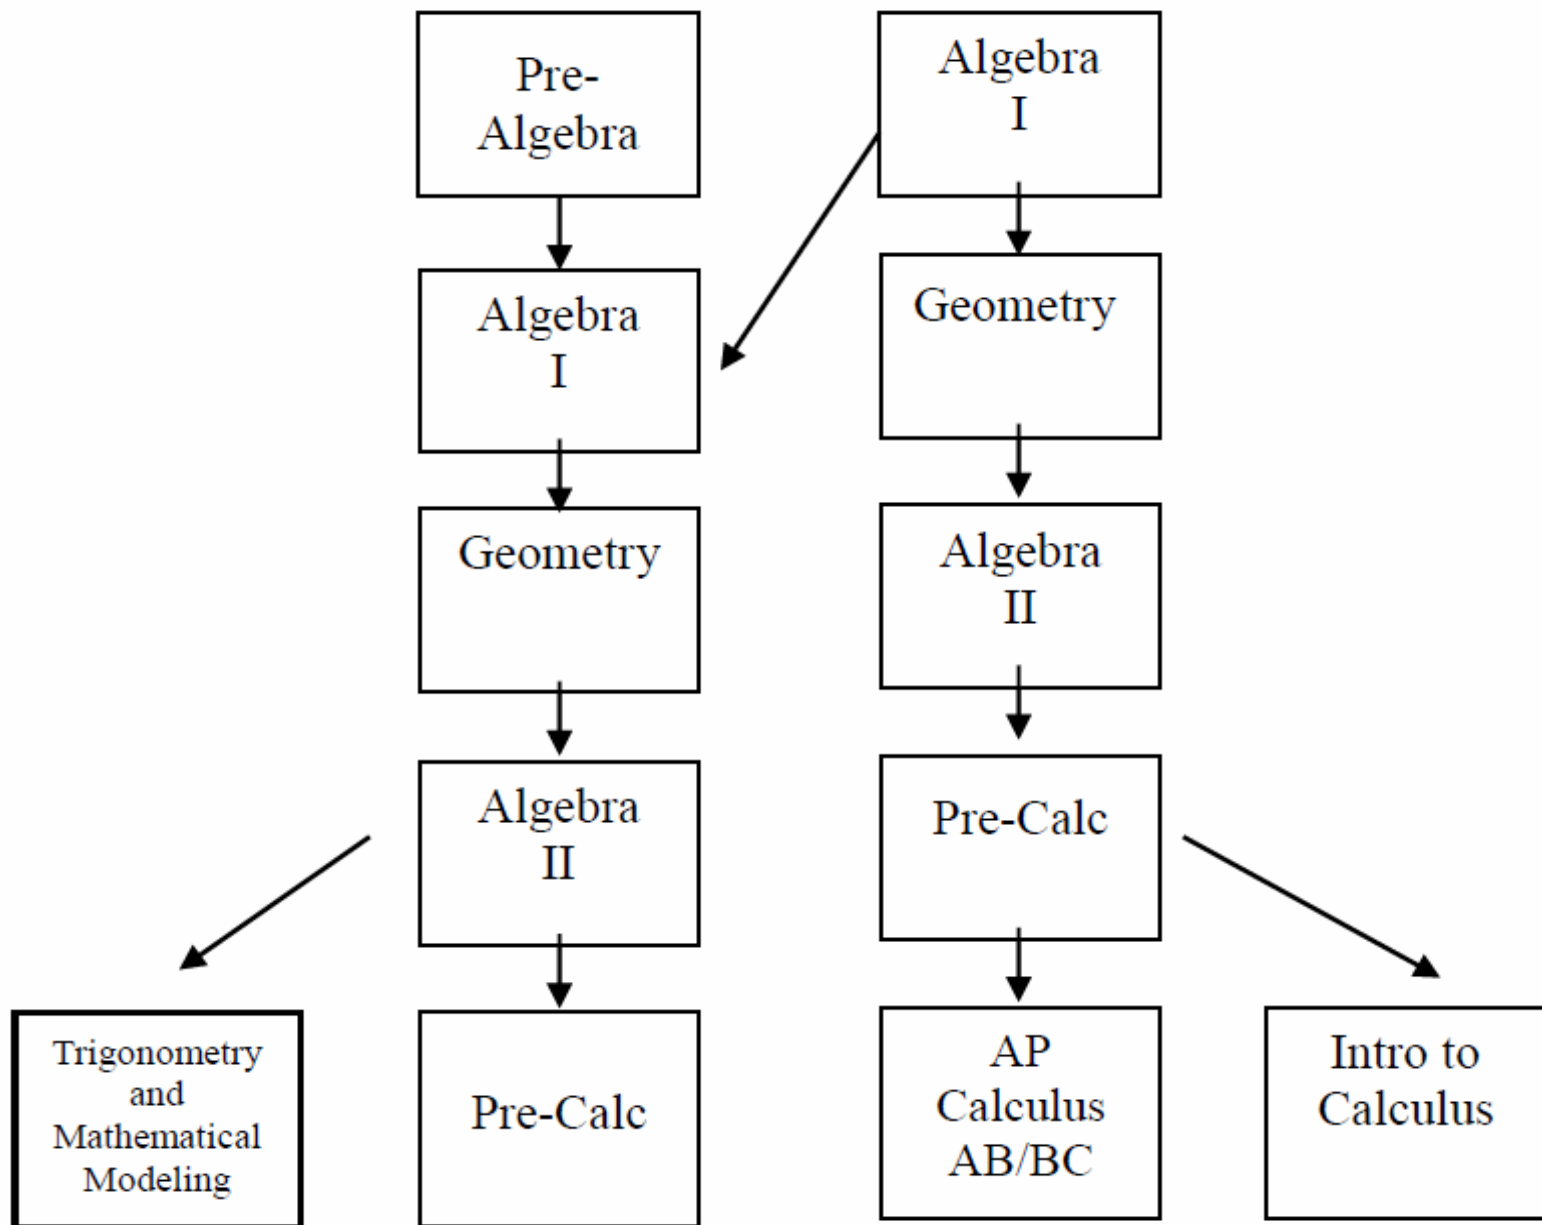 Pre-
Algebra
Algebra
I
Algebra
I
Geometry
Geometry
Algebra
II
Algebra
II
Pre-Calc
Trigonometry
and
Mathematical
Modeling
Pre-Calc
AP
Calculus
AB/BC
Intro to
Calculus